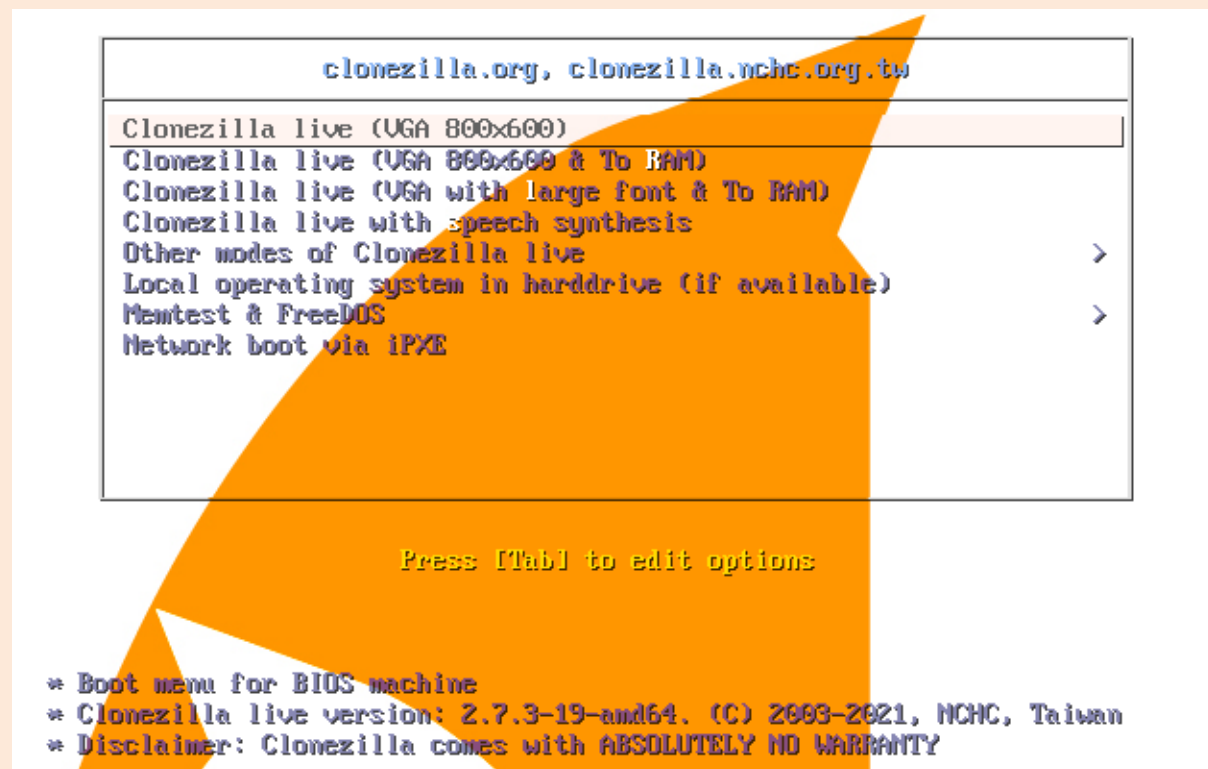 clonezilla.org, clonezilla.nchc.org.tw
Clonezilla live (VGA 800x600)
Clonezilla live (VGA 800x600 & To RAM)
Clonezilla live (VGA with large font & To RAM)
Clonezilla live with speech synthesis
Other modes of Clonezilla live >
Local operating system in harddrive (if available)
Memtest & FreeDOS >
Network boot via iPXE
Press [Tab] to edit options
* Boot menu for BIOS machine
* Clonezilla live version: 2.7.3-19-amd64. (C) 2003-2021, NCHC, Taiwan
* Disclaimer: Clonezilla comes with ABSOLUTELY NO WARRANTY